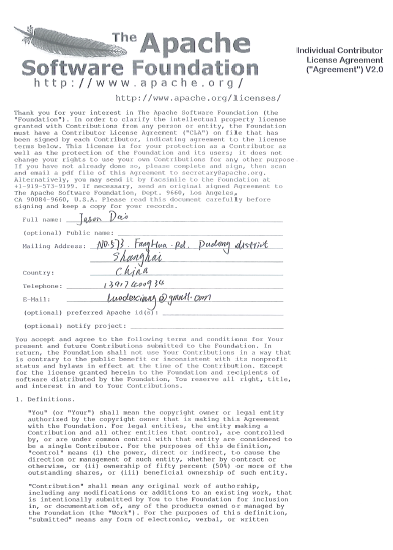 The Apache
Software Foundation
http://www.apache.org/
Individual Contributor
License Agreement
("Agreement") V2.0
http://www.apache.org/licenses/
Thank you for your interest in The Apache Software Foundation (the
"Foundation"). In order to clarify the intellectual property license
granted with Contributions from any person or entity, the Foundation
must have a Contributor License Agreement ("CLA") on file that has
been signed by each Contributor, indicating agreement to the license
terms below. This license is for your protection as a Contributor as
well as the protection of the Foundation and its users; it does not
change your rights to use your own Contributions for any other purpose.
If you have not already done so, please complete and sign, then scan
and email a pdf file of this Agreement to secretary@apache.org.
Alternatively, you may send it by facsimile to the Foundation at
+1-919-573-9199. If necessary, send an original signed Agreement to
The Apache Software Foundation, Dept. 9660, Los Angeles,
CA 90084-9660, U.S.A. Please read this document carefully before
signing and keep a copy for your records.
Full name: Jason
(optional) Public name:
Mailing Address: Rd. Pudong district
Shanghai
Country: China
Telephone:
E-Mail: @gmail.com
(optional) preferred Apache id(s):
(optional) notify project:
You accept and agree to the following terms and conditions for Your
present and future Contributions submitted to the Foundation. In
return, the Foundation shall not use Your Contributions in a way that
is contrary to the public benefit or inconsistent with its nonprofit
status and bylaws in effect at the time of the Contribution. Except
for the license granted herein to the Foundation and recipients of
software distributed by the Foundation, You reserve all right, title,
and interest in and to Your Contributions.
1. Definitions.
"You" (or "Your") shall mean the copyright owner or legal entity
authorized by the copyright owner that is making this Agreement
with the Foundation. For legal entities, the entity making a
Contribution and all other entities that control, are controlled
by, or are under common control with that entity are considered to
be a single Contributor. For the purposes of this definition,
"control" means (i) the power, direct or indirect, to cause the
direction or management of such entity, whether by contract or
otherwise, or (ii) ownership of fifty percent (50%) or more of the
outstanding shares, or (iii) beneficial ownership of such entity.
"Contribution" shall mean any original work of authorship,
including any modifications or additions to an existing work, that
is intentionally submitted by You to the Foundation for inclusion
in, or documentation of, any of the products owned or managed by
the Foundation (the "Work"). For the purposes of this definition,
"submitted" means any form of electronic, verbal, or written